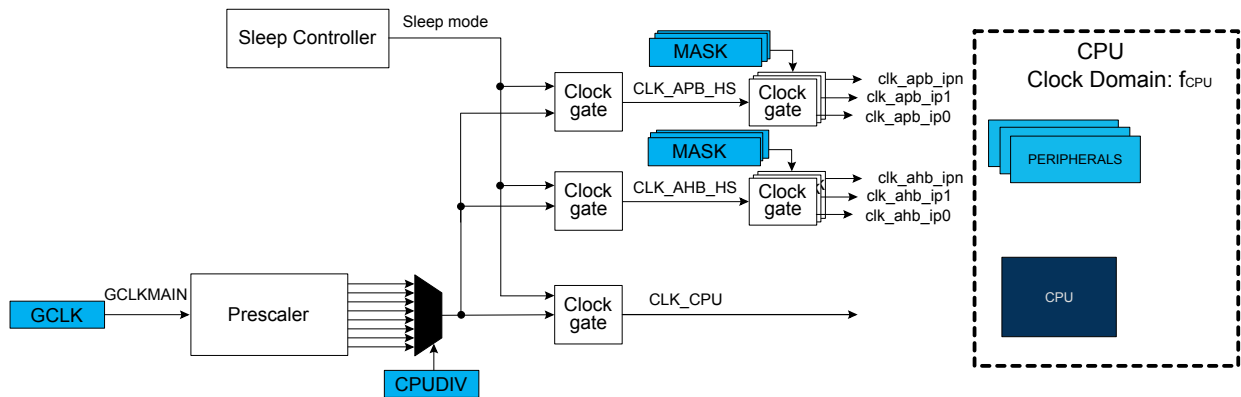 Sleep Controller
Sleep mode
MASK
Clock
gate
CLK_APB_HS
Clock
gate
clk_apb_ipn
clk_apb_ip1
clk_apb_ip0
MASK
Clock
gate
CLK_AHB_HS
Clock
gate
clk_ahb_ipn
clk_ahb_ip1
clk_ahb_ip0
GCLK
GCLKMAIN
Prescaler
CPUDIV
Clock
gate
CLK_CPU
CPU
Clock Domain: fCPU
PERIPHERALS
CPU